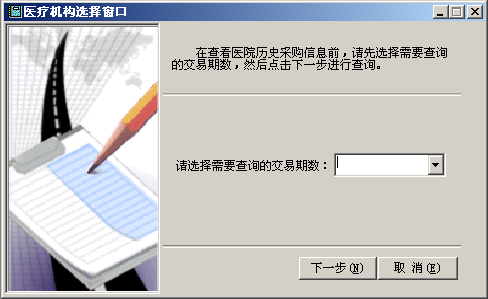 医疗机构选择窗口
在查看医院历史采购信息前，请先选择需要查询
的交易期数，然后点击下一步进行查询。
请选择需要查询的交易期数：
下一步(N)
取 消(E)